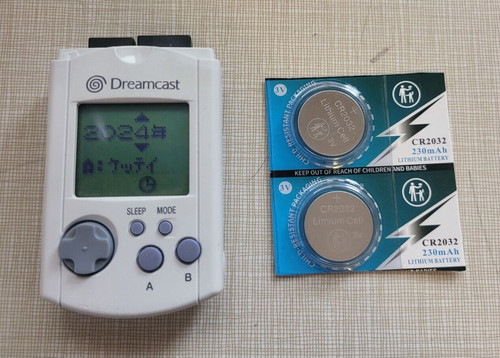 Dreamcast
2024年
A: ケッテイ
SLEEP MODE
A B
CHILD RESISTANT PACKAGING
3V
+
CR2032
Lithium Cell
3V
CR2032
230mAh
LITHIUM BATTERY
KEEP OUT OF REACH OF CHILDREN AND BABIES
CHILD RESISTANT PACKAGING
3V
CR2032
Lithium Cell
CR2032
230mAh
LITHIUM BATTERY